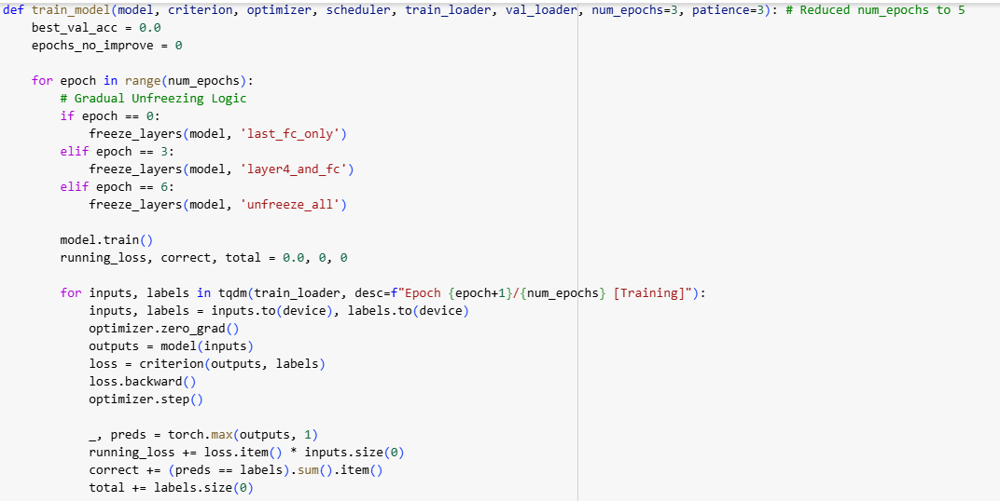 def train_model(model, criterion, optimizer, scheduler, train_loader, val_loader, num_epochs=3, patience=3): # Reduced num_epochs to 5
    best_val_acc = 0.0
    epochs_no_improve = 0

    for epoch in range(num_epochs):
        # Gradual Unfreezing Logic
        if epoch == 0:
            freeze_layers(model, 'last_fc_only')
        elif epoch == 3:
            freeze_layers(model, 'layer4_and_fc')
        elif epoch == 6:
            freeze_layers(model, 'unfreeze_all')

        model.train()
        running_loss, correct, total = 0.0, 0, 0

        for inputs, labels in tqdm(train_loader, desc=f"Epoch {epoch+1}/{num_epochs} [Training]"):
            inputs, labels = inputs.to(device), labels.to(device)
            optimizer.zero_grad()
            outputs = model(inputs)
            loss = criterion(outputs, labels)
            loss.backward()
            optimizer.step()

            _, preds = torch.max(outputs, 1)
            running_loss += loss.item() * inputs.size(0)
            correct += (preds == labels).sum().item()
            total += labels.size(0)